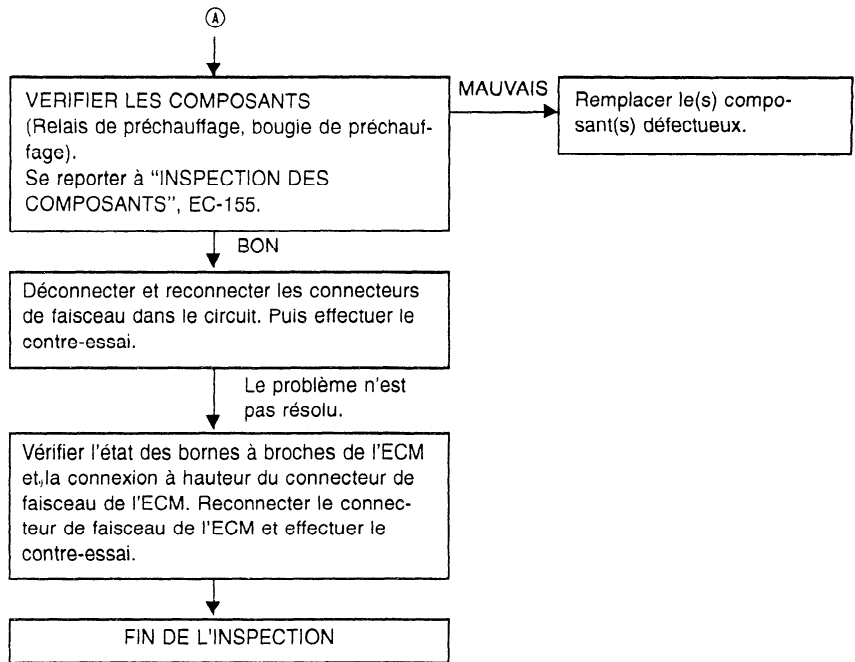 A
VERIFIER LES COMPOSANTS
(Relais de préchauffage, bougie de préchauf-
fage).
Se reporter à “INSPECTION DES
COMPOSANTS”, EC-155.
MAUVAIS
Remplacer le(s) compo-
sant(s) défectueux.
BON
Déconnecter et reconnecter les connecteurs
de faisceau dans le circuit. Puis effectuer le
contre-essai.
Le problème n'est
pas résolu.
Vérifier l'état des bornes à broches de l'ECM
et, la connexion à hauteur du connecteur de
faisceau de l'ECM. Reconnecter le connec-
teur de faisceau de l'ECM et effectuer le
contre-essai.
FIN DE L'INSPECTION